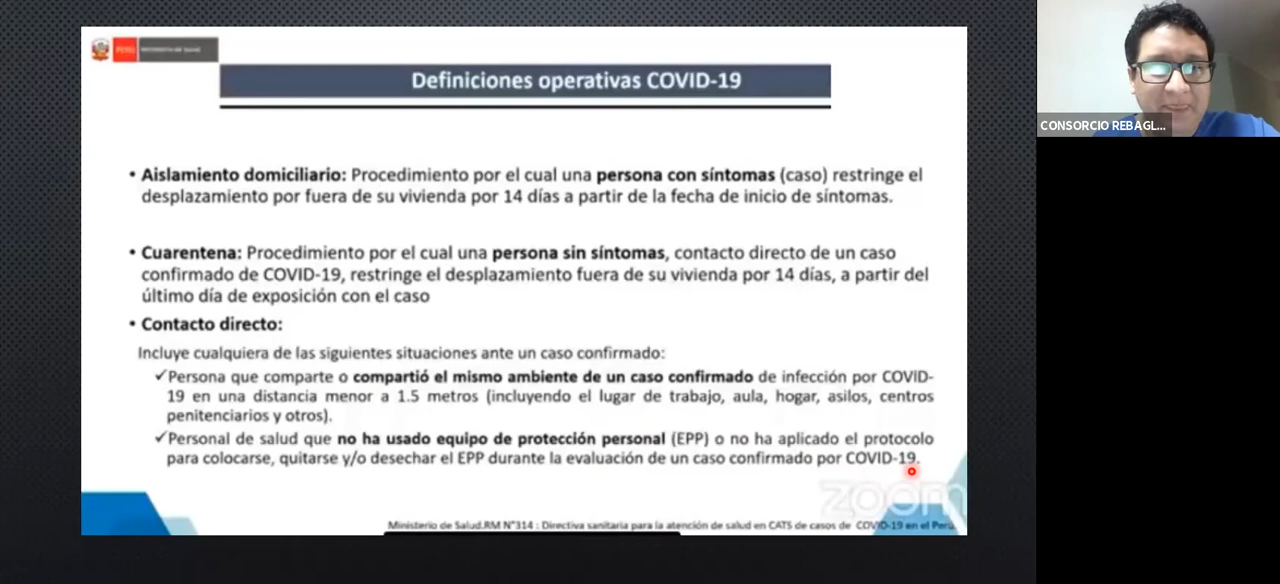 PERÚ
Ministerio de Salud
Definiciones operativas COVID-19
• Aislamiento domiciliario: Procedimiento por el cual una persona con síntomas (caso) restringe el
desplazamiento por fuera de su vivienda por 14 días a partir de la fecha de inicio de síntomas.
• Cuarentena: Procedimiento por el cual una persona sin síntomas, contacto directo de un caso
confirmado de COVID-19, restringe el desplazamiento fuera de su vivienda por 14 días, a partir del
último día de exposición con el caso
• Contacto directo:
Incluye cualquiera de las siguientes situaciones ante un caso confirmado:
✓Persona que comparte o compartió el mismo ambiente de un caso confirmado de infección por COVID-
19 en una distancia menor a 1.5 metros (incluyendo el lugar de trabajo, aula, hogar, asilos, centros
penitenciarios y otros).
✓Personal de salud que no ha usado equipo de protección personal (EPP) o no ha aplicado el protocolo
para colocarse, quitarse y/o desechar el EPP durante la evaluación de un caso confirmado por COVID-19.
zoom
Ministerio de Salud.RM N°314 : Directiva sanitaria para la atención de salud en CATS de casos de COVID-19 en el Perú
CONSORCIO REBAGL...